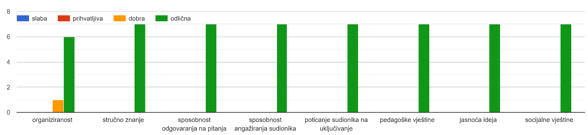 8
slaba prihvatljiva dobra odlična
6
4
2
0
organiziranost stručno znanje sposobnost odgovaranja na pitanja sposobnost angažiranja sudionika poticanje sudionika na uključivanje pedagoške vještine jasnoća ideja socijalne vještine